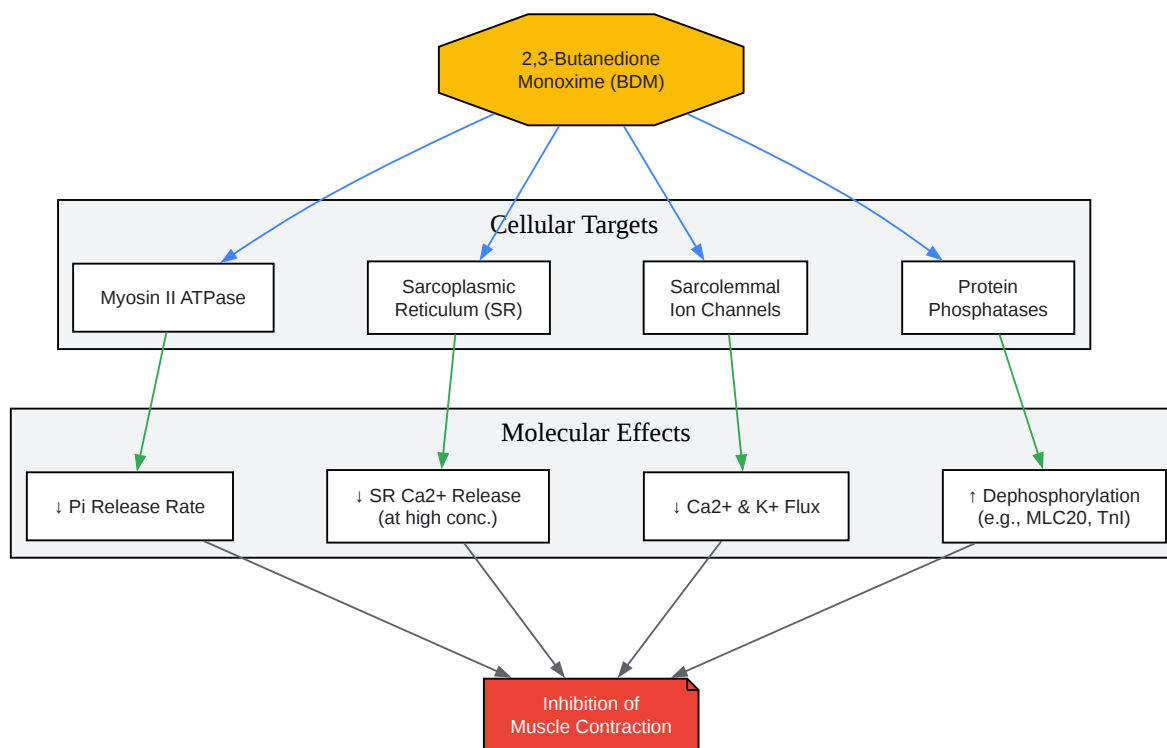 2,3-Butanedione
Monoxime (BDM)
Cellular Targets
Myosin II ATPase
Sarcoplasmic
Reticulum (SR)
Sarcolemmal
Ion Channels
Protein
Phosphatases
Molecular Effects
↓ Pi Release Rate
↓ SR Ca2+ Release
(at high conc.)
↓ Ca2+ & K+ Flux
↑ Dephosphorylation
(e.g., MLC20, TnI)
Inhibition of
Muscle Contraction